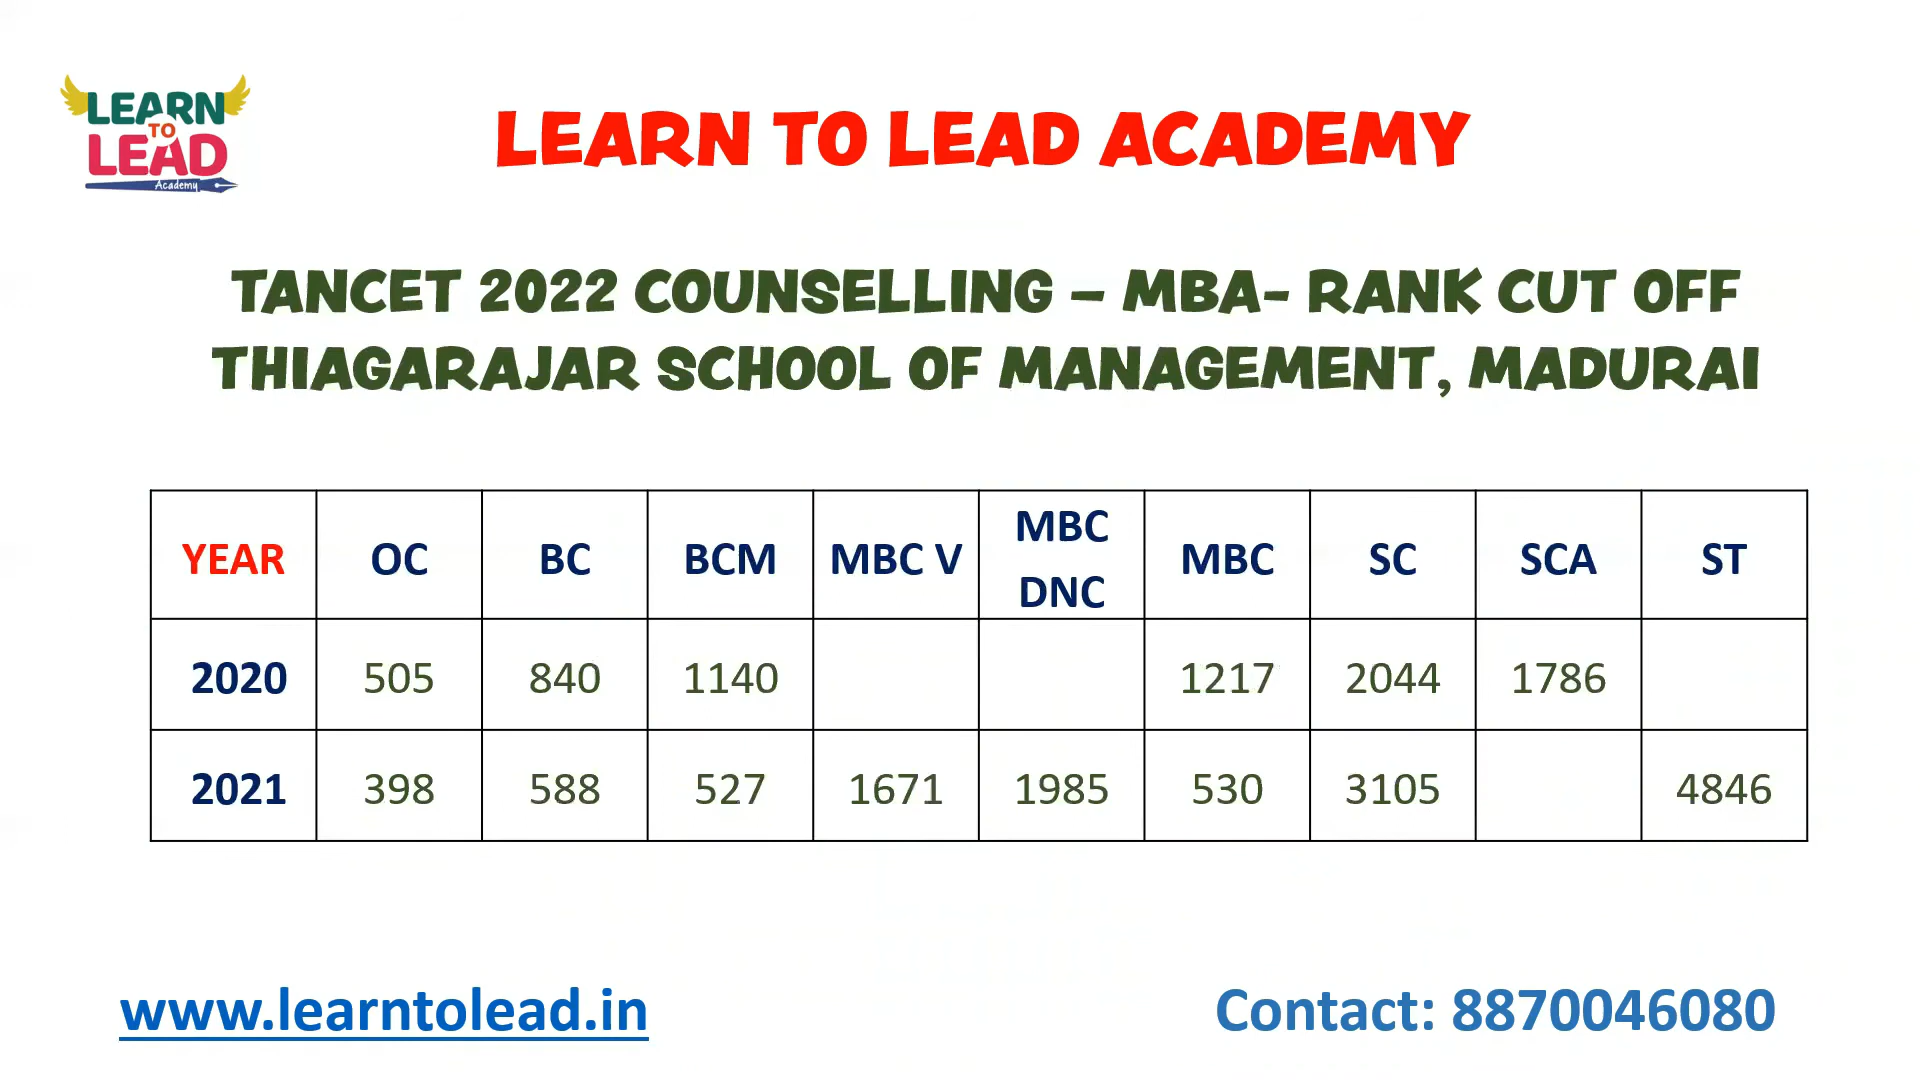 LEARN
TO
LEAD
Academy
LEARN TO LEAD ACADEMY
TANCET 2022 COUNSELLING – MBA- RANK CUT OFF
THIAGARAJAR SCHOOL OF MANAGEMENT, MADURAI
YEAR OC BC BCM MBC V MBC DNC MBC SC SCA ST
2020 505 840 1140 1217 2044 1786
2021 398 588 527 1671 1985 530 3105 4846
www.learntolead.in Contact: 8870046080